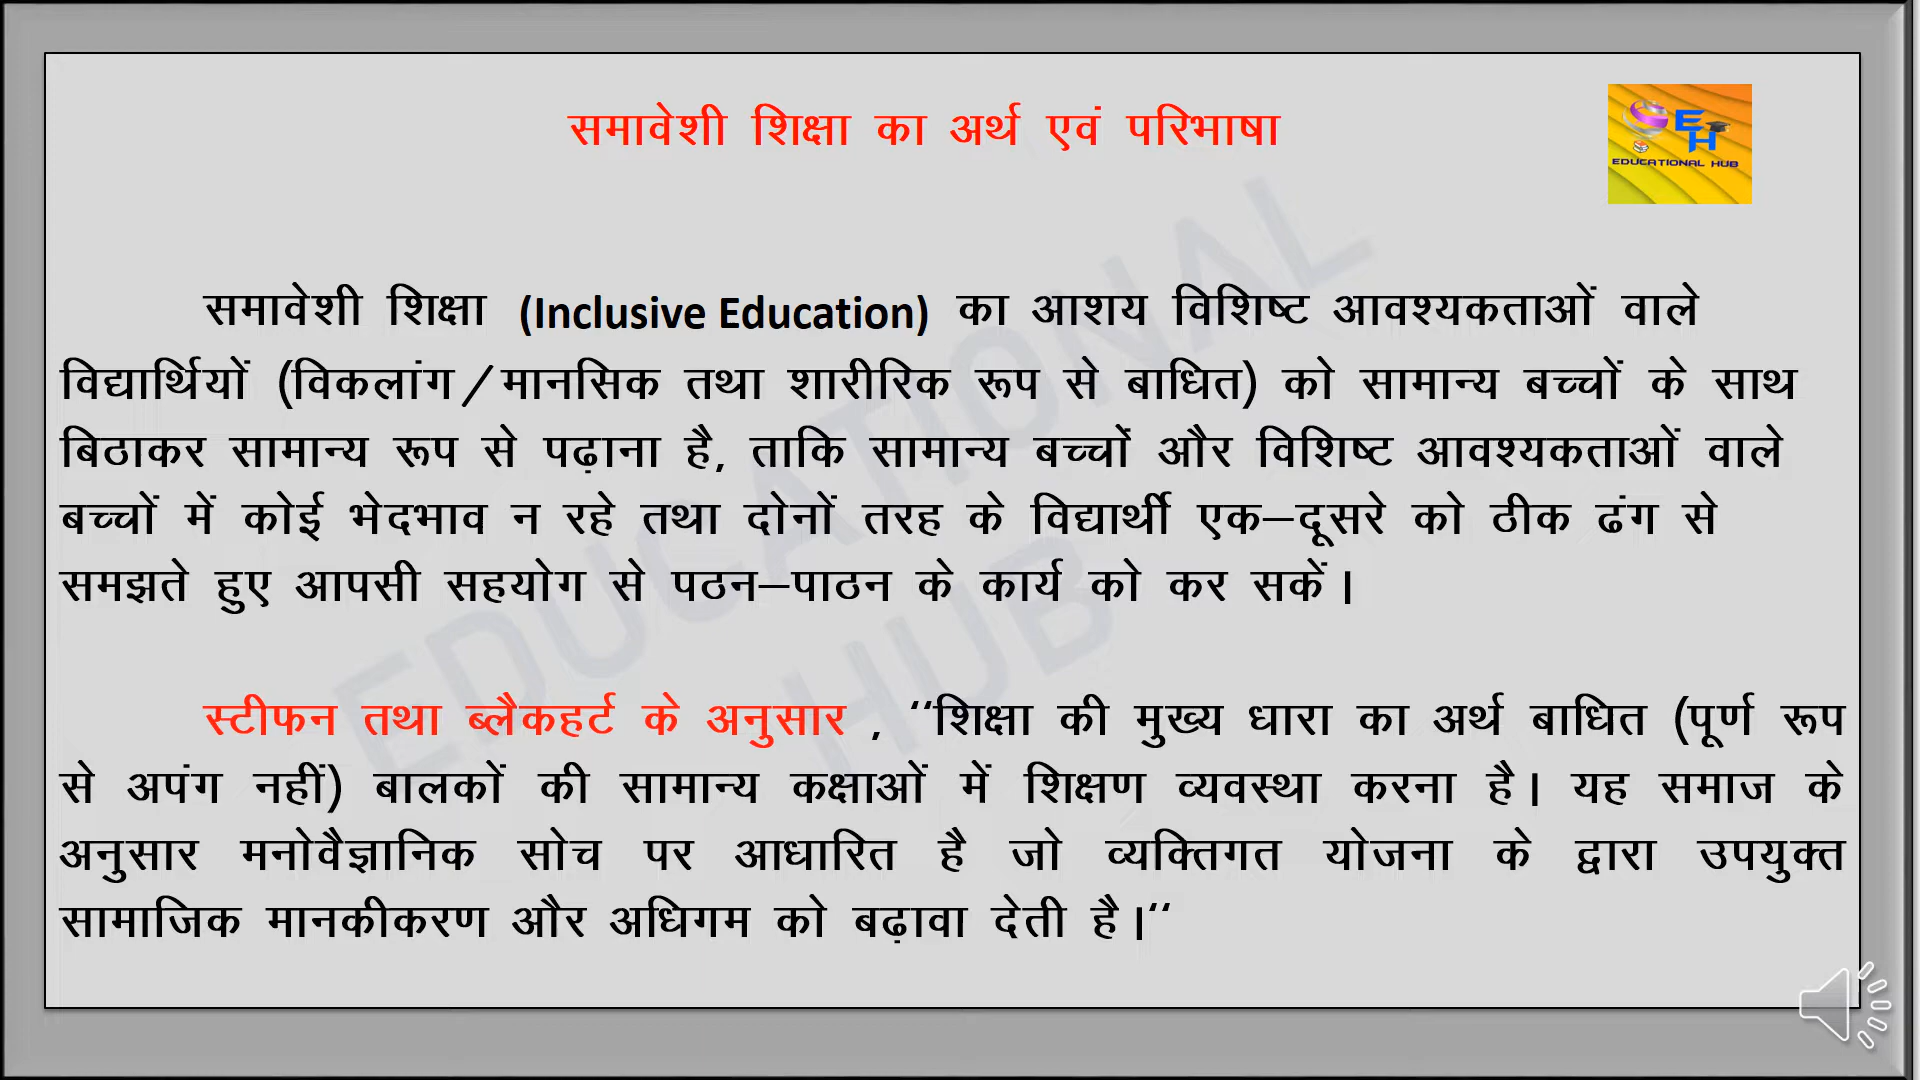 समावेशी शिक्षा का अर्थ एवं परिभाषा
EH
EDUCATIONAL HUB
समावेशी शिक्षा (Inclusive Education) का आशय विशिष्ट आवश्यकताओं वाले
विद्यार्थियों (विकलांग/मानसिक तथा शारीरिक रूप से बाधित) को सामान्य बच्चों के साथ
बिठाकर सामान्य रूप से पढ़ाना है, ताकि सामान्य बच्चों और विशिष्ट आवश्यकताओं वाले
बच्चों में कोई भेदभाव न रहे तथा दोनों तरह के विद्यार्थी एक–दूसरे को ठीक ढंग से
समझते हुए आपसी सहयोग से पठन–पाठन के कार्य को कर सकें।
स्टीफन तथा ब्लैकहर्ट के अनुसार , ‘‘शिक्षा की मुख्य धारा का अर्थ बाधित (पूर्ण रूप
से अपंग नहीं) बालकों की सामान्य कक्षाओं में शिक्षण व्यवस्था करना है। यह समाज के
अनुसार मनोवैज्ञानिक सोच पर आधारित है जो व्यक्तिगत योजना के द्वारा उपयुक्त
सामाजिक मानकीकरण और अधिगम को बढ़ावा देती है।‘‘
EDUCATIONAL
HUB